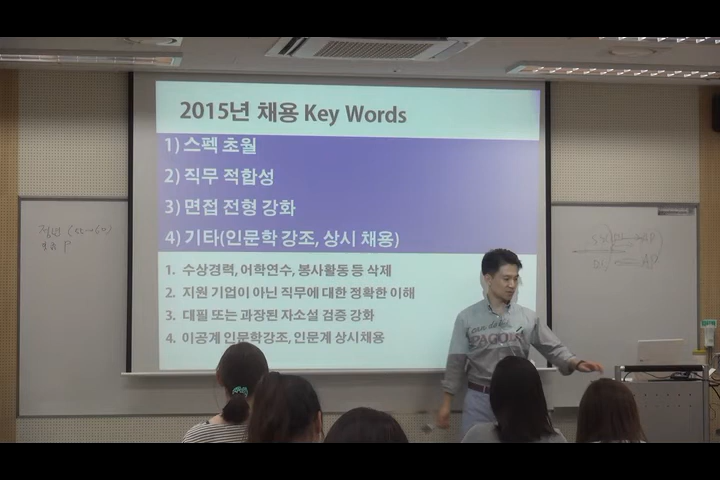 2015년 채용 Key Words
1) 스펙 초월
2) 직무 적합성
3) 면접 전형 강화
4) 기타(인문학 강조, 상시 채용)
1. 수상경력, 어학연수, 봉사활동 등 삭제
2. 지원 기업이 아닌 직무에 대한 정확한 이해
3. 대필 또는 과장된 자소설 검증 강화
4. 이공계 인문학강조, 인문계 상시채용